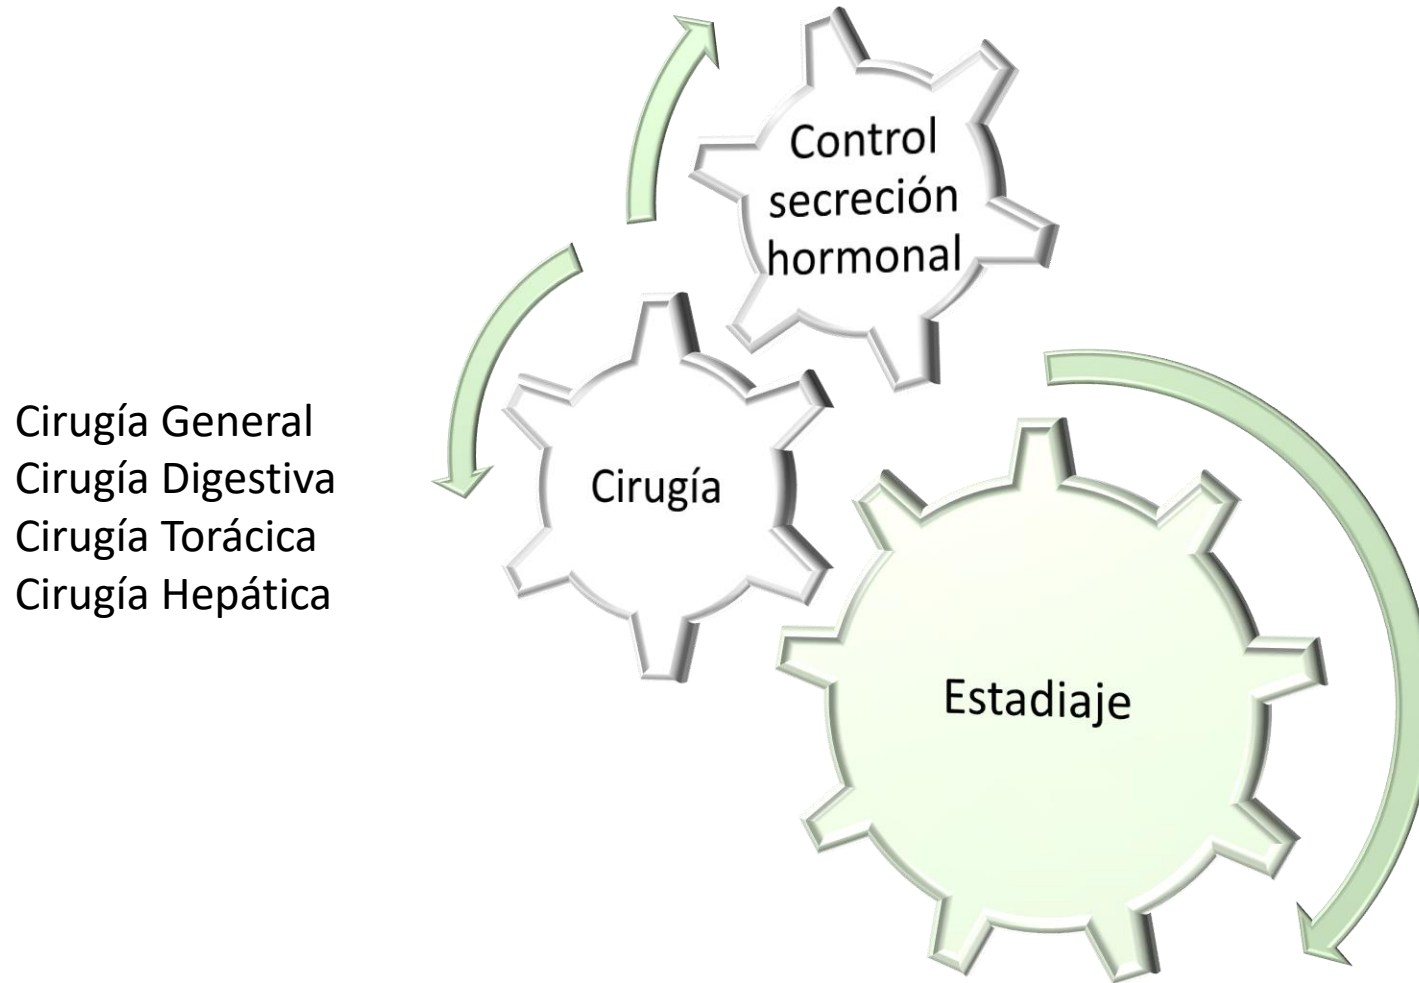 Control
secreción
hormonal
Cirugía General
Cirugía Digestiva
Cirugía Torácica
Cirugía Hepática
Cirugía
Estadiaje